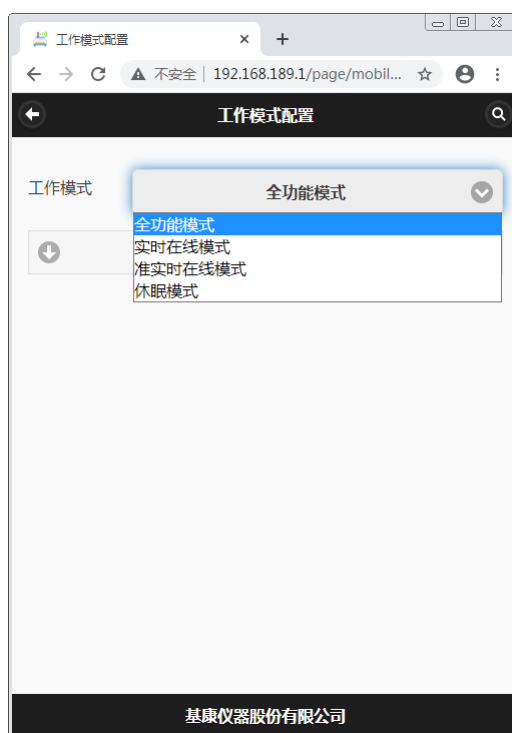 工作模式配置
不安全 192.168.189.1/page/mobil...
工作模式配置
工作模式 全功能模式
全功能模式
实时在线模式
准实时在线模式
休眠模式
基康仪器股份有限公司